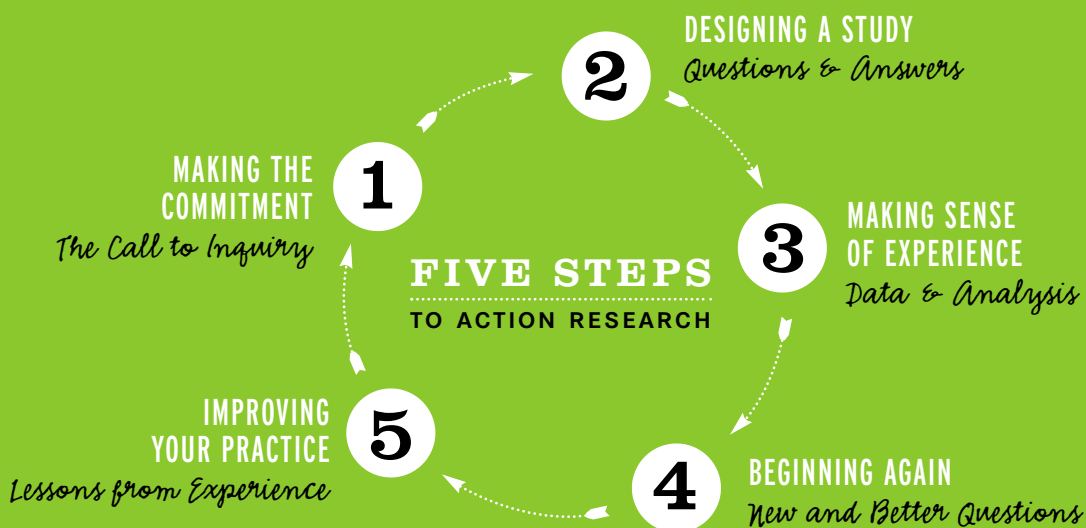 FIVE STEPS
TO ACTION RESEARCH
1
MAKING THE
COMMITMENT
The Call to Inquiry
2
DESIGNING A STUDY
Questions & Answers
3
MAKING SENSE
OF EXPERIENCE
Data & Analysis
4
BEGINNING AGAIN
New and Better Questions
5
IMPROVING
YOUR PRACTICE
Lessons from Experience